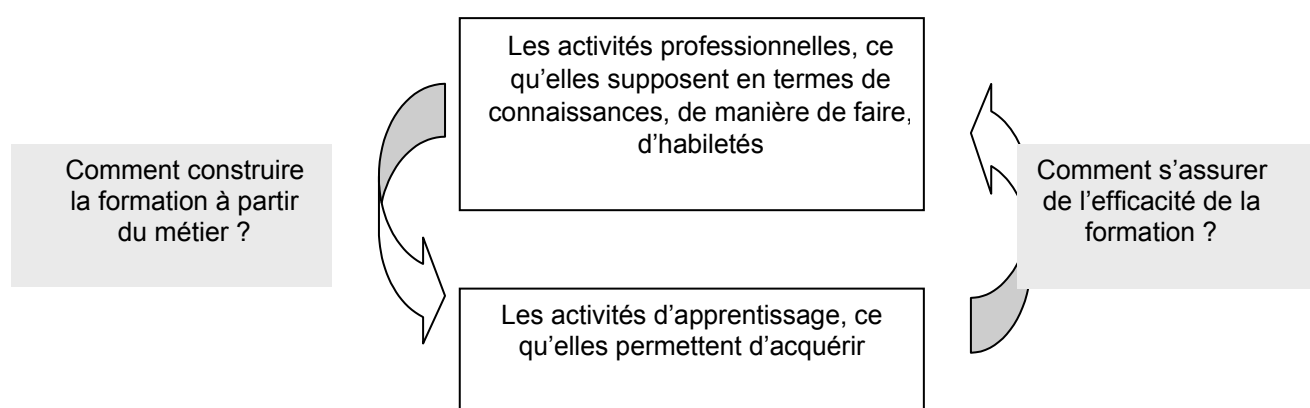 Les activités professionnelles, ce
qu’elles supposent en termes de
connaissances, de manière de faire,
d’habiletés
Comment construire
la formation à partir
du métier ?
Comment s’assurer
de l’efficacité de la
formation ?
Les activités d’apprentissage, ce
qu’elles permettent d’acquérir